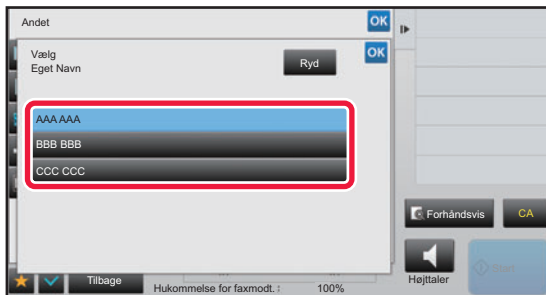 Andet
OK
Vælg
Eget Navn
Ryd
OK
AAA AAA
BBB BBB
CCC CCC
Forhåndsvis
CA
Start
Højttaler
Tilbage
Hukommelse for faxmodt. :
100%